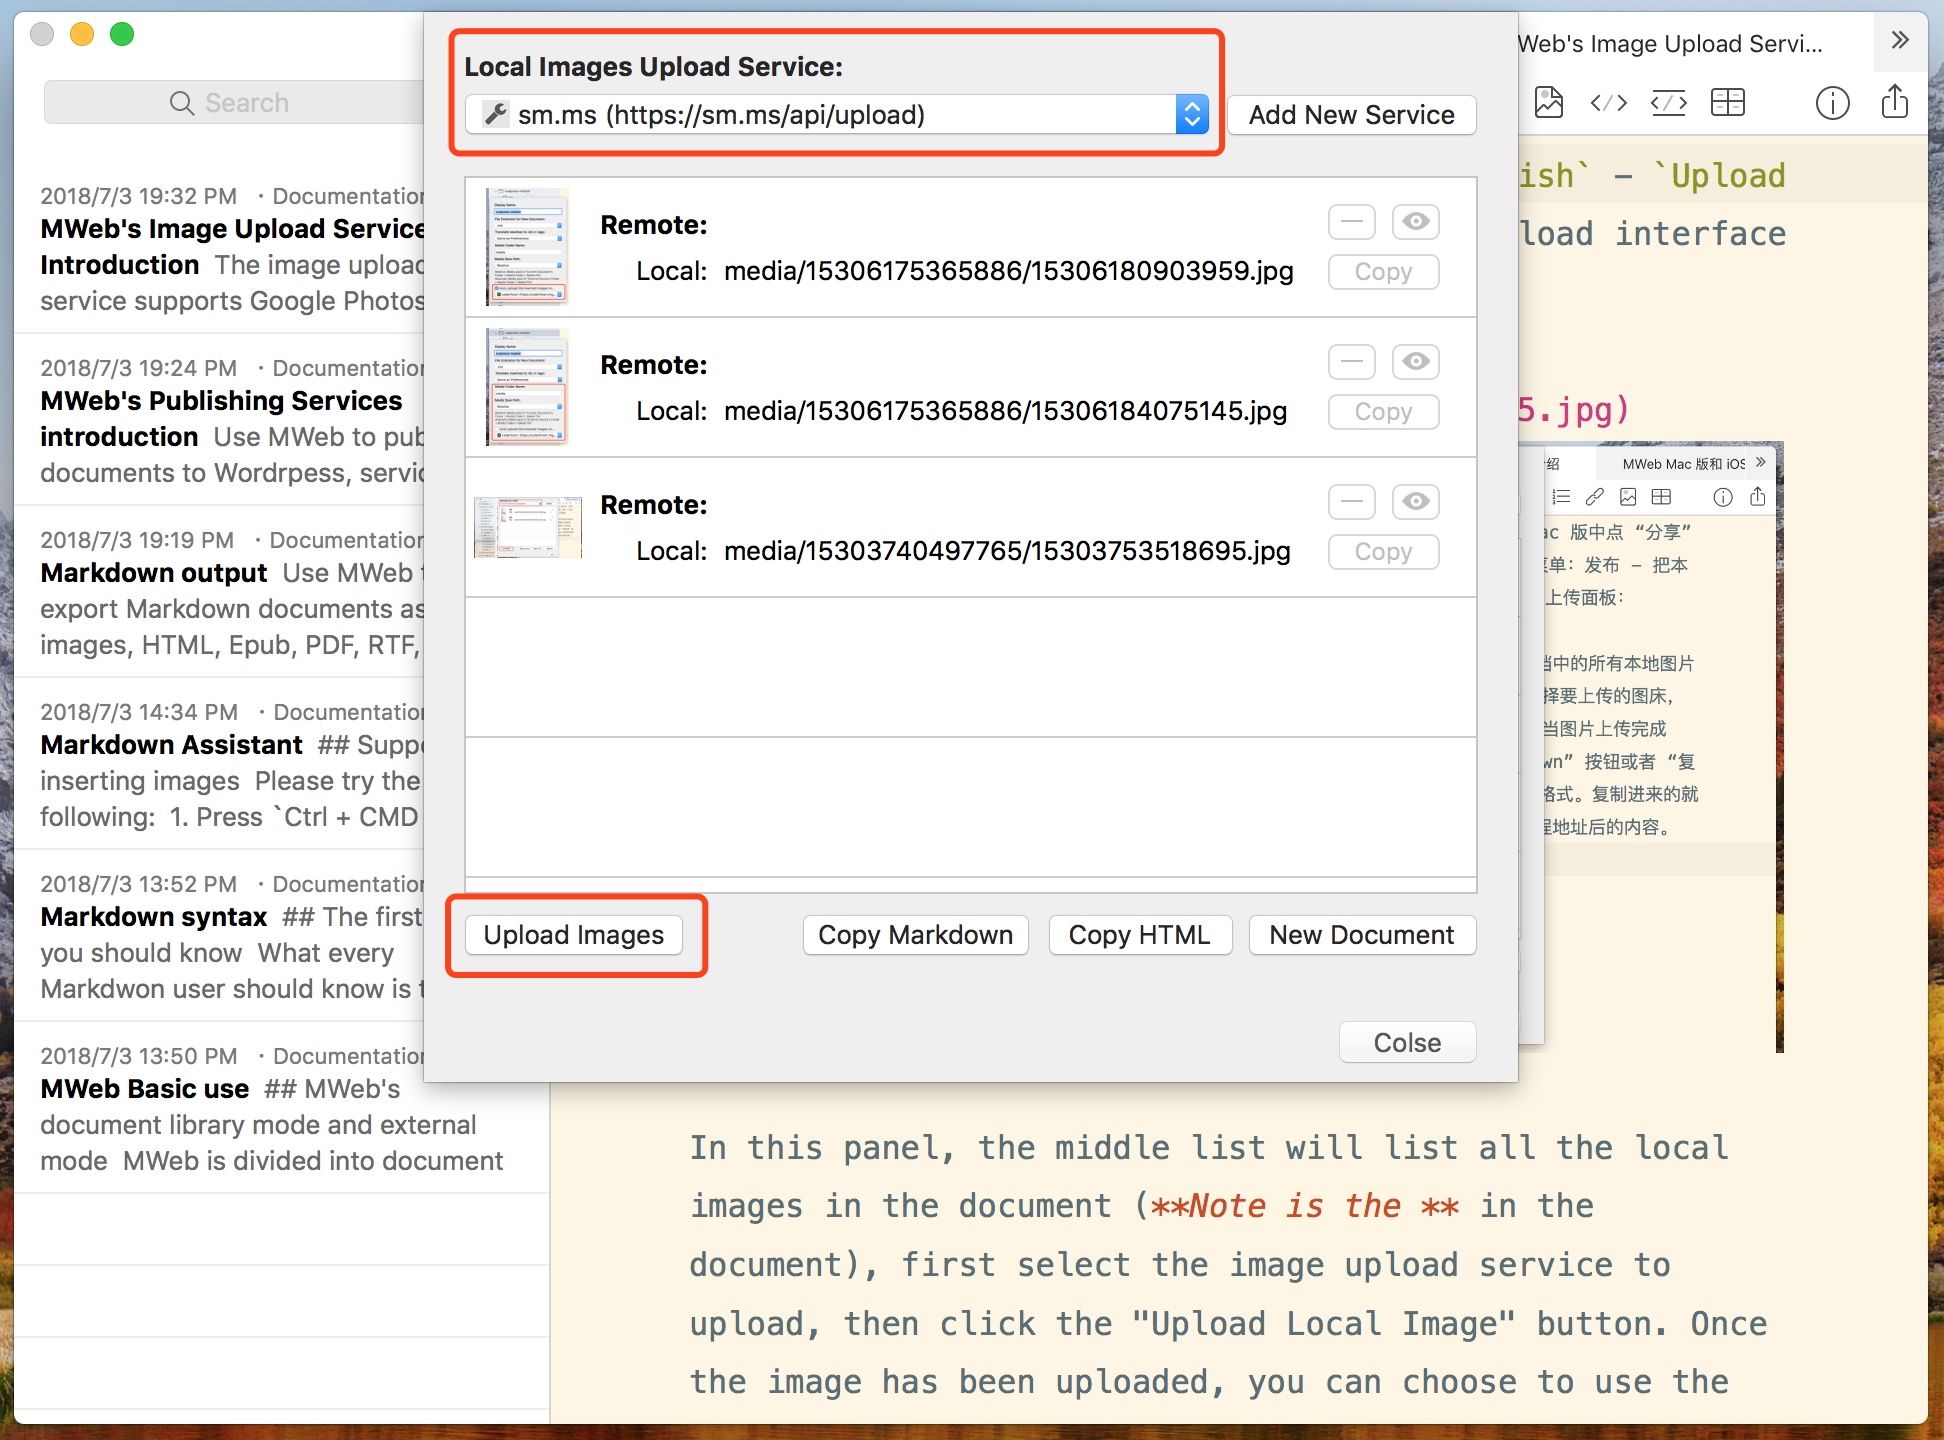 Search
2018/7/3 19:32 PM · Documentation
MWeb's Image Upload Service
Introduction The image upload
service supports Google Photos
2018/7/3 19:24 PM · Documentation
MWeb's Publishing Services
introduction Use MWeb to pub
documents to Wordrpess, servic
2018/7/3 19:19 PM · Documentation
Markdown output Use MWeb t
export Markdown documents as
images, HTML, Epub, PDF, RTF,
2018/7/3 14:34 PM · Documentation
Markdown Assistant ## Suppo
inserting images Please try the
following: 1. Press `Ctrl + CMD
2018/7/3 13:52 PM · Documentation
Markdown syntax ## The first
you should know What every
Markdwon user should know is t
2018/7/3 13:50 PM · Documentation
MWeb Basic use ## MWeb's
document library mode and external
mode MWeb is divided into document
Local Images Upload Service:
sm.ms (https://sm.ms/api/upload)
Add New Service
Remote:
Local: media/15306175365886/15306180903959.jpg
Copy
Remote:
Local: media/15306175365886/15306184075145.jpg
Copy
Remote:
Local: media/15303740497765/15303753518695.jpg
Copy
Upload Images
Copy Markdown
Copy HTML
New Document
Colse
Web's Image Upload Servi...
ish` – `Upload
load interface
5.jpg)
介绍
MWeb Mac 版和 iOS
ac 版中点 “分享”
菜单：发布 – 把本
上传面板：
档中的所有本地图片
择要上传的图床，
当图片上传完成
wn” 按钮或者 “复
格式。复制进来的就
程地址后的内容。
In this panel, the middle list will list all the local
images in the document (**Note is the ** in the
document), first select the image upload service to
upload, then click the "Upload Local Image" button. Once
the image has been uploaded, you can choose to use the